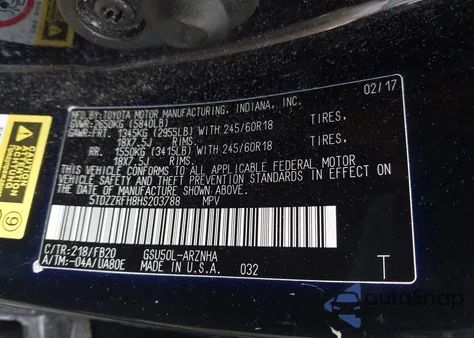 MFD.BY: TOYOTA MOTOR MANUFACTURING, INDIANA, INC. 02/17
GVWR: 2650KG (5840LB)
GAWR: FRT. 1345KG (2955LB) WITH 245/60R18 TIRES,
18X7.5J RIMS.
RR. 1550KG (3415LB) WITH 245/60R18 TIRES,
18X7.5J RIMS.
THIS VEHICLE CONFORMS TO ALL APPLICABLE FEDERAL MOTOR
VEHICLE SAFETY AND THEFT PREVENTION STANDARDS IN EFFECT
ON THE DATE OF MANUFACTURE SHOWN ABOVE.
5TDZZRFH8HS203788 MPV
C/TR:218/FB20 GSU50L-ARZNHA
A/TM:-04A/UA80E MADE IN U.S.A. 032 T
CAUTION
9
autoSnap